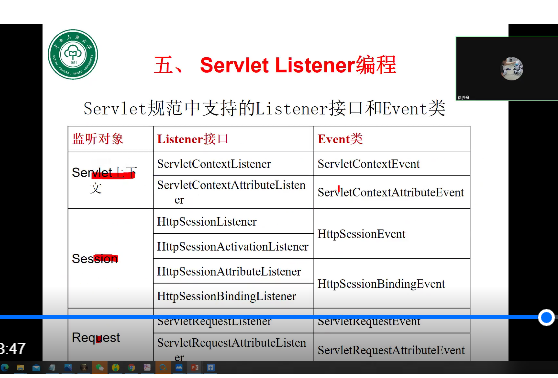 五、 Servlet Listener编程
Servlet规范中支持的Listener接口和Event类
监听对象 Listener接口 Event类
Servlet上下
文
ServletContextListener ServletContextEvent
ServletContextAttributeListen
er
ServletContextAttributeEvent
Session
HttpSessionListener
HttpSessionActivationListener
HttpSessionEvent
HttpSessionAttributeListener
HttpSessionBindingListener
HttpSessionBindingEvent
Request
ServletRequestListener ServletRequestEvent
ServletRequestAttributeListen
er
ServletRequestAttributeEvent
3:47